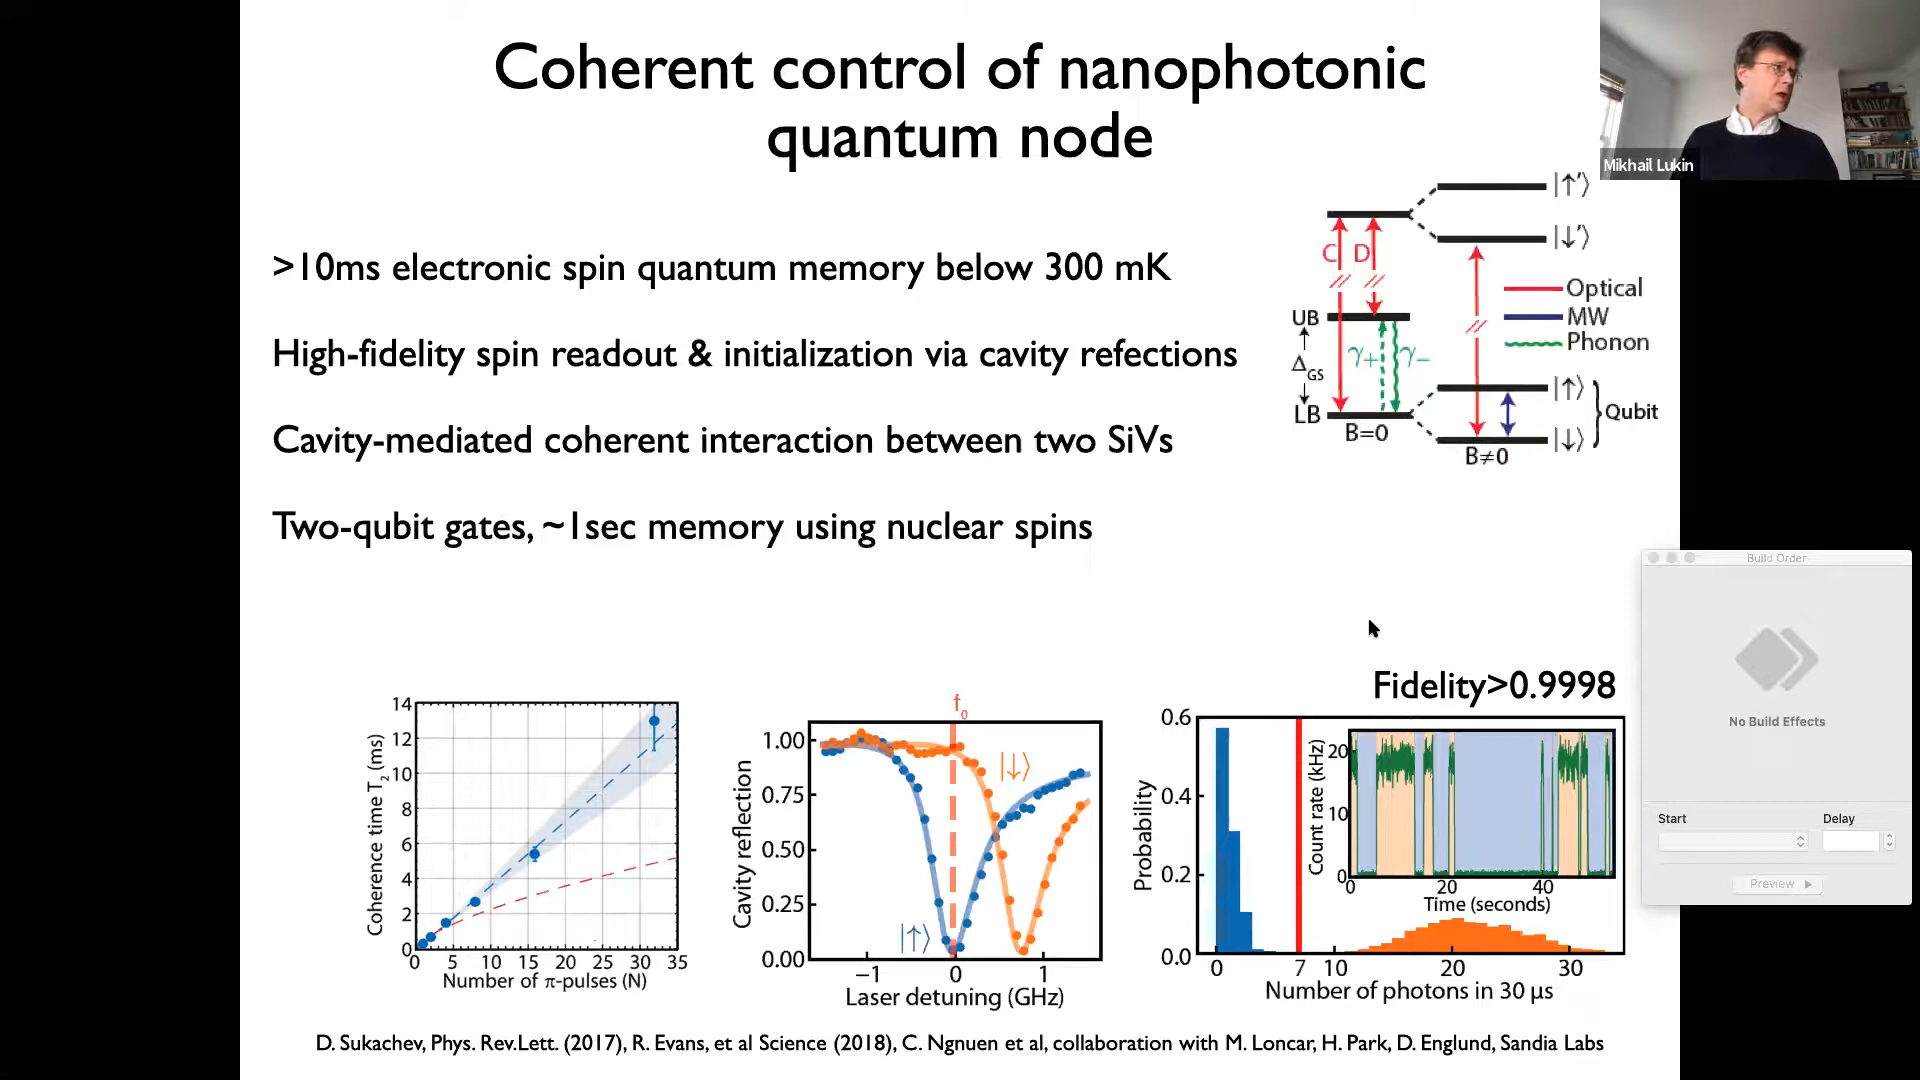 Coherent control of nanophotonic
quantum node
Mikhail Lukin
>10ms electronic spin quantum memory below 300 mK
High-fidelity spin readout & initialization via cavity refections
Cavity-mediated coherent interaction between two SiVs
Two-qubit gates, ~1sec memory using nuclear spins
|↑'⟩
|↓'⟩
C D
Optical
MW
Phonon
UB
ΔGS
γ+ γ−
LB
B=0
|↑⟩
|↓⟩
Qubit
B≠0
Build Order
No Build Effects
Start Delay
Preview
Fidelity>0.9998
14
12
10
8
6
4
2
0
Coherence time T2 (ms)
0 5 10 15 20 25 30 35
Number of π-pulses (N)
f0
1.00
0.75
0.50
0.25
0.00
Cavity reflection
|↓⟩
|↑⟩
−1 0 1
Laser detuning (GHz)
0.6
0.4
0.2
0.0
Probability
20
10
0
Count rate (kHz)
0 20 40
Time (seconds)
0 7 10 20 30
Number of photons in 30 μs
D. Sukachev, Phys. Rev.Lett. (2017), R. Evans, et al Science (2018), C. Ngnuen et al, collaboration with M. Loncar, H. Park, D. Englund, Sandia Labs